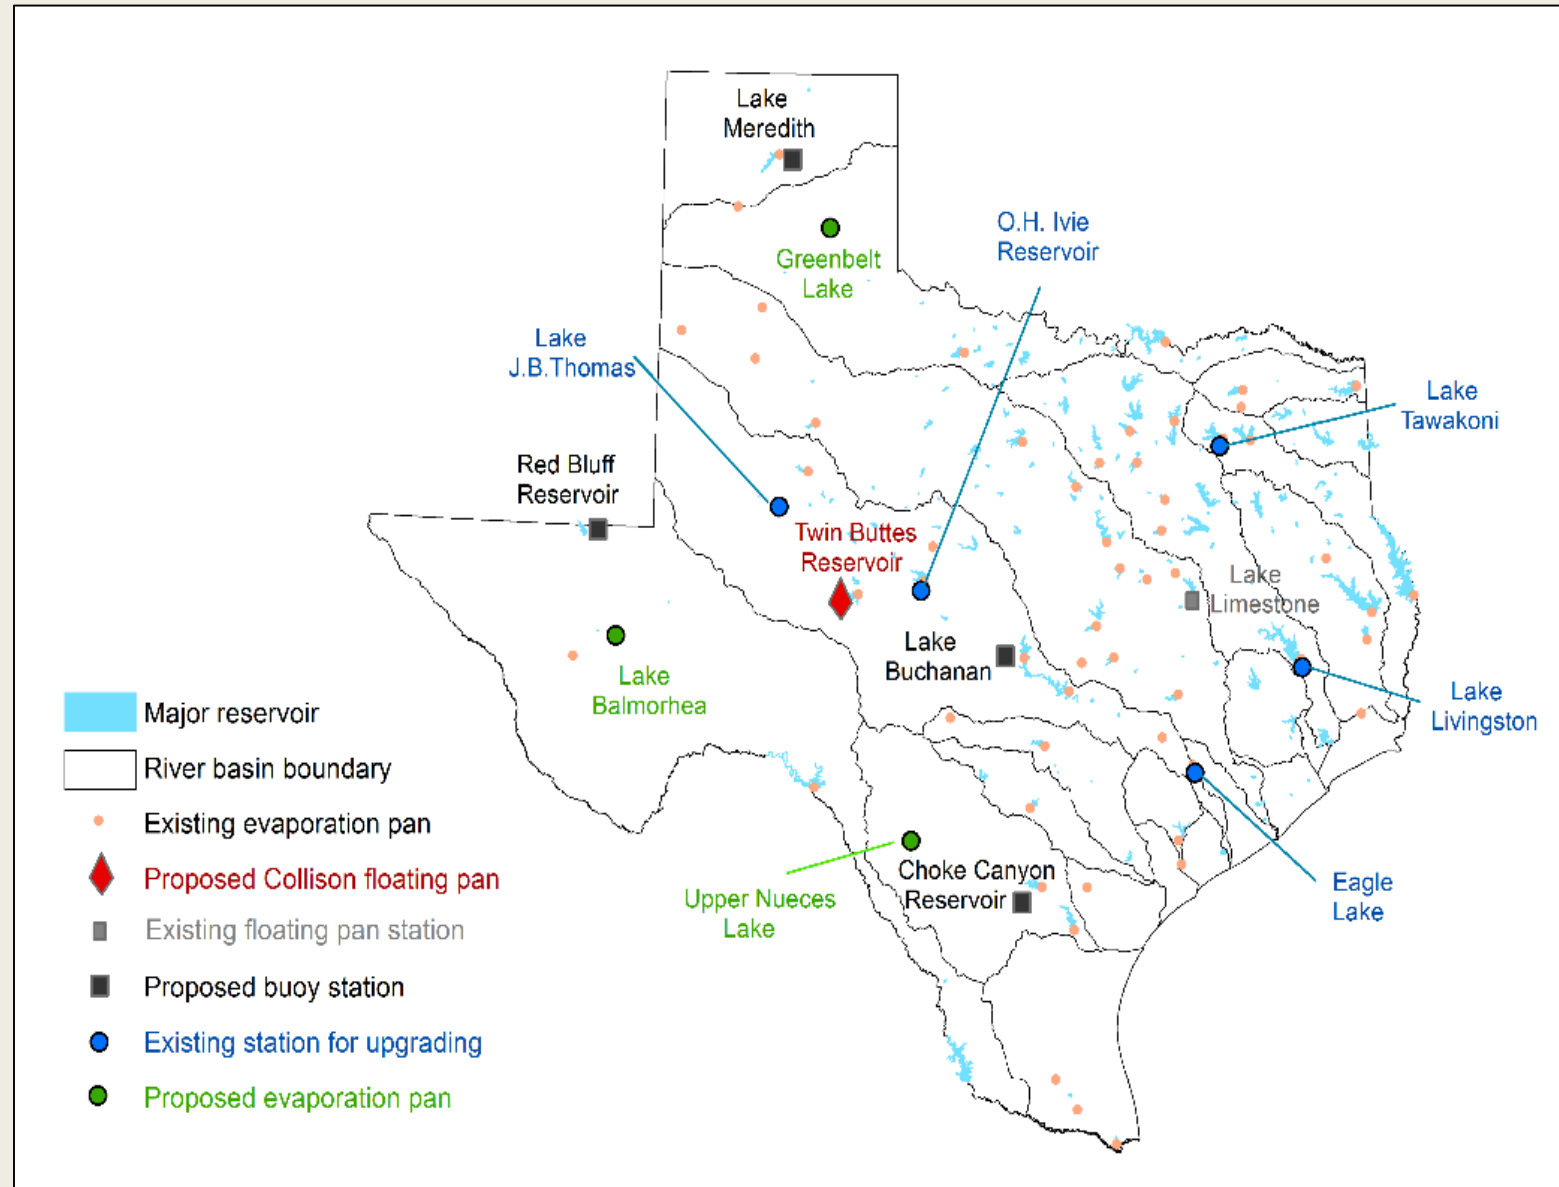 Lake
Meredith
Greenbelt
Lake
O.H. Ivie
Reservoir
Lake
J.B.Thomas
Lake
Tawakoni
Red Bluff
Reservoir
Twin Buttes
Reservoir
Lake
Limestone
Lake
Buchanan
Lake
Balmorhea
Lake
Livingston
Choke Canyon
Reservoir
Upper Nueces
Lake
Eagle
Lake
Major reservoir
River basin boundary
Existing evaporation pan
Proposed Collison floating pan
Existing floating pan station
Proposed buoy station
Existing station for upgrading
Proposed evaporation pan